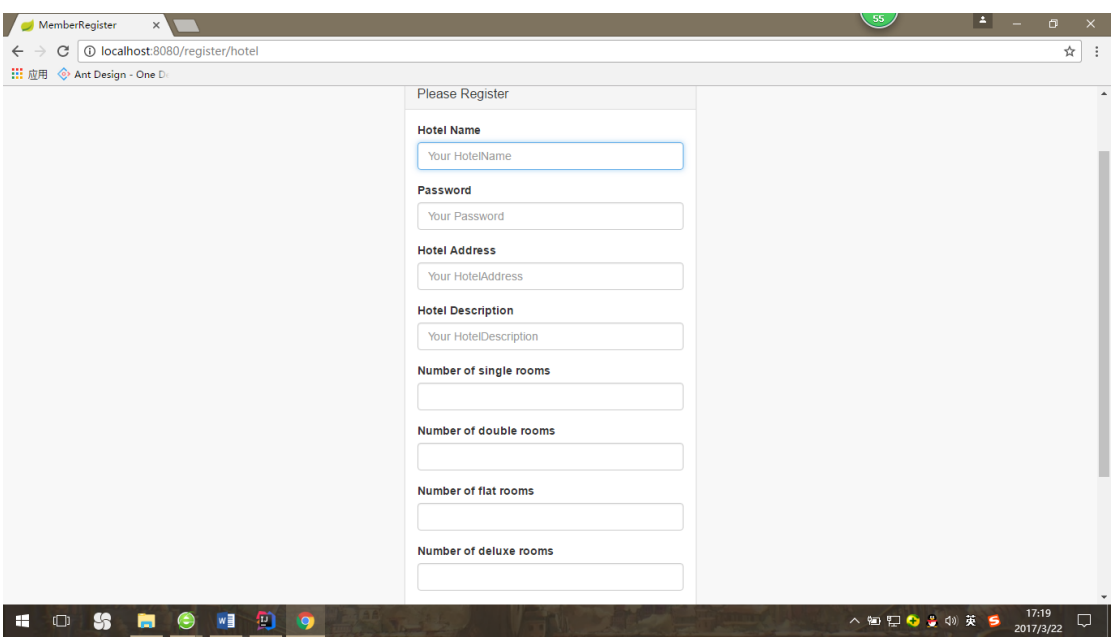 MemberRegister
55
localhost:8080/register/hotel
应用 Ant Design - One De
Please Register
Hotel Name
Your HotelName
Password
Your Password
Hotel Address
Your HotelAddress
Hotel Description
Your HotelDescription
Number of single rooms
Number of double rooms
Number of flat rooms
Number of deluxe rooms
英
17:19
2017/3/22